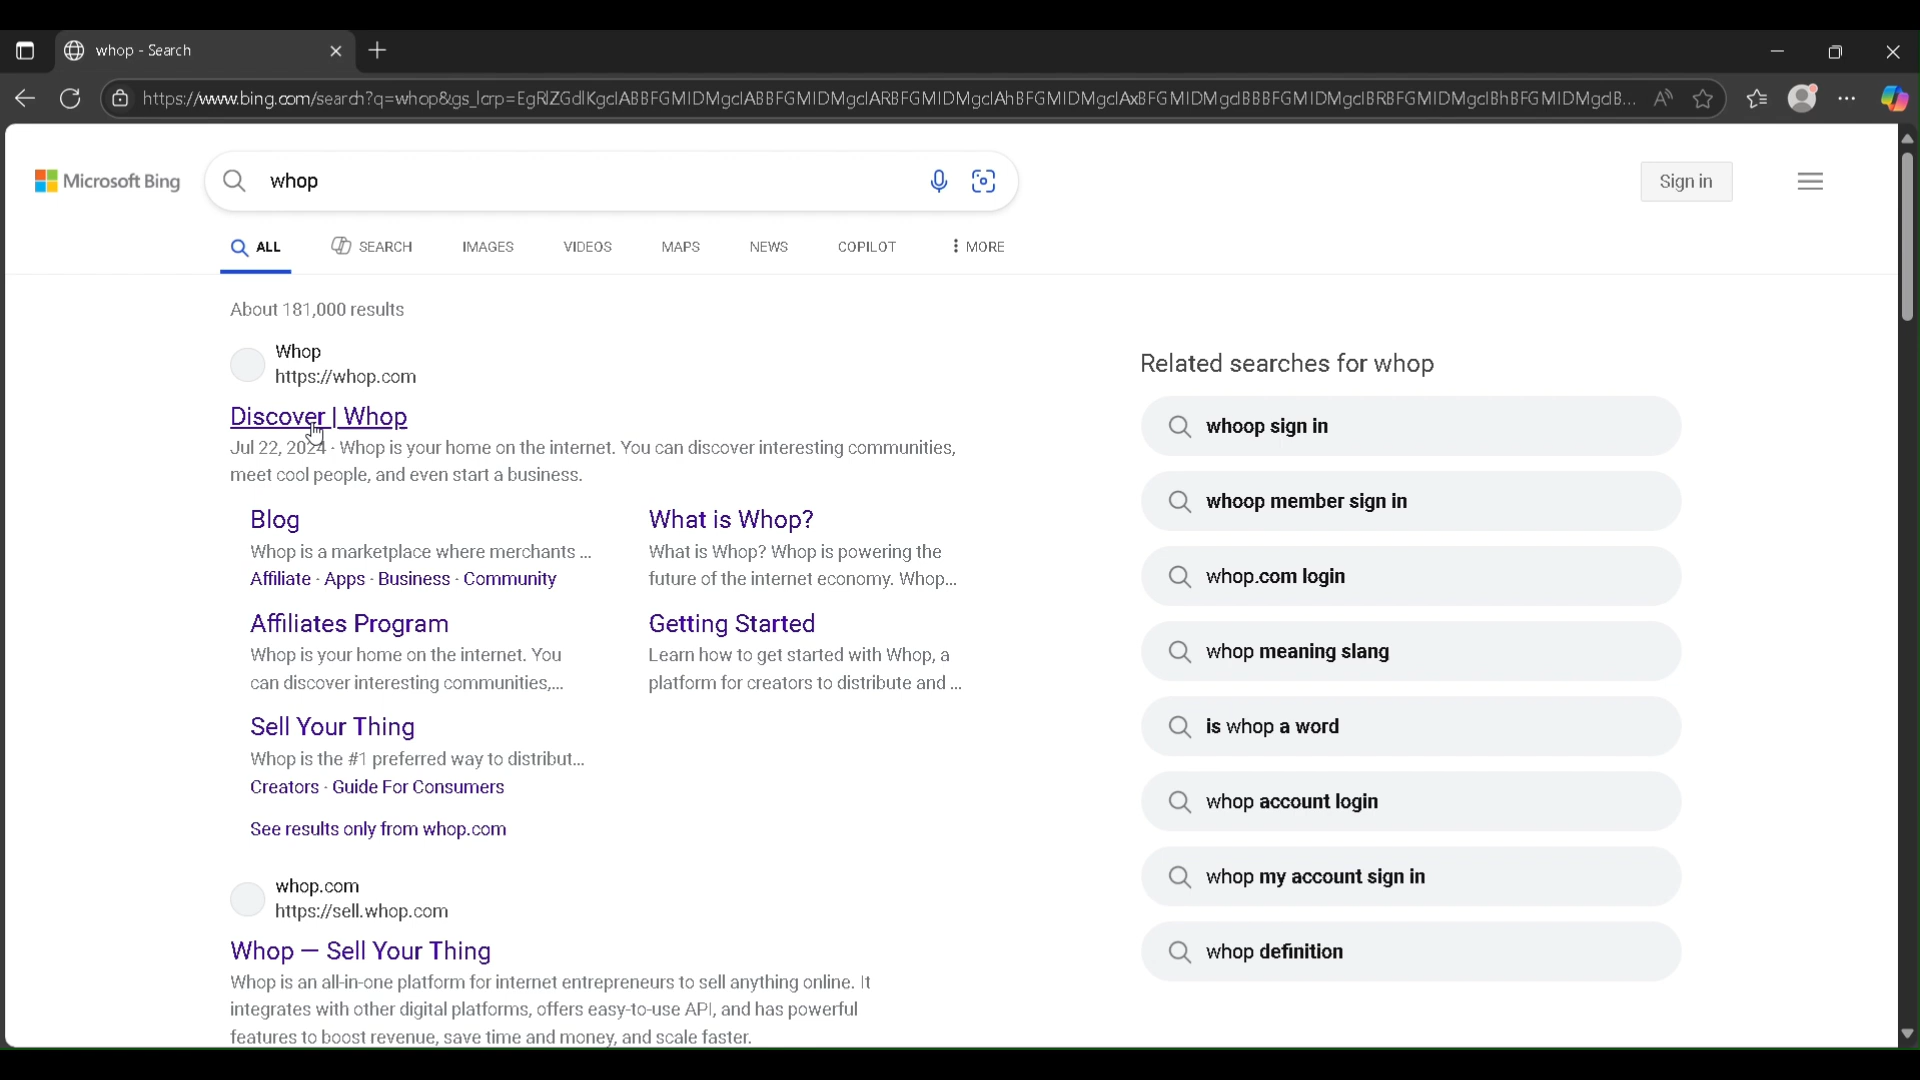 whop - Search
Microsoft Bing
whop
Sign in
ALL
SEARCH
IMAGES
VIDEOS
MAPS
NEWS
COPILOT
MORE
About 181,000 results
Whop
https://whop.com
Discover | Whop
Jul 22, 2024 · Whop is your home on the internet. You can discover interesting communities,
meet cool people, and even start a business.
Blog
Whop is a marketplace where merchants ...
Affiliate · Apps · Business · Community
What is Whop?
What is Whop? Whop is powering the
future of the internet economy. Whop...
Affiliates Program
Whop is your home on the internet. You
can discover interesting communities,...
Getting Started
Learn how to get started with Whop, a
platform for creators to distribute and ...
Sell Your Thing
Whop is the #1 preferred way to distribut...
Creators · Guide For Consumers
See results only from whop.com
whop.com
https://sell.whop.com
Whop — Sell Your Thing
Whop is an all-in-one platform for internet entrepreneurs to sell anything online. It
integrates with other digital platforms, offers easy-to-use API, and has powerful
features to boost revenue, save time and money, and scale faster.
Related searches for whop
whoop sign in
whoop member sign in
whop.com login
whop meaning slang
is whop a word
whop account login
whop my account sign in
whop definition